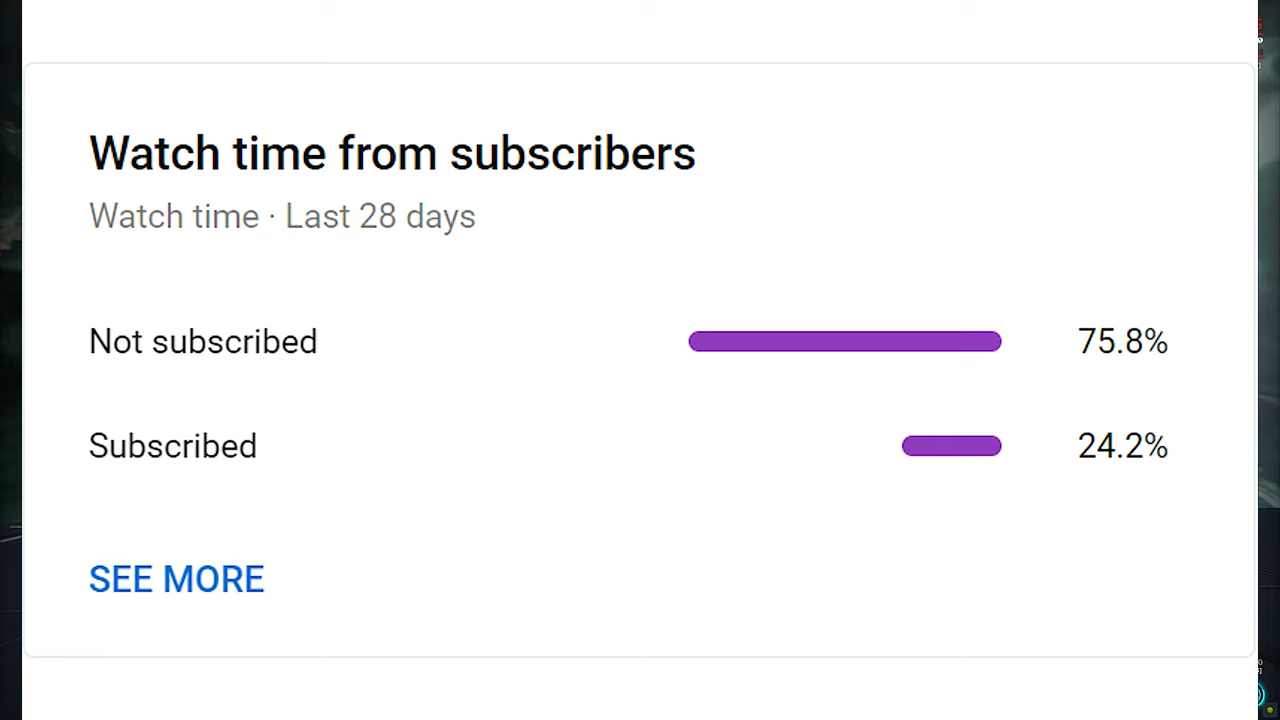 Watch time from subscribers
Watch time · Last 28 days
Not subscribed 75.8%
Subscribed 24.2%
SEE MORE